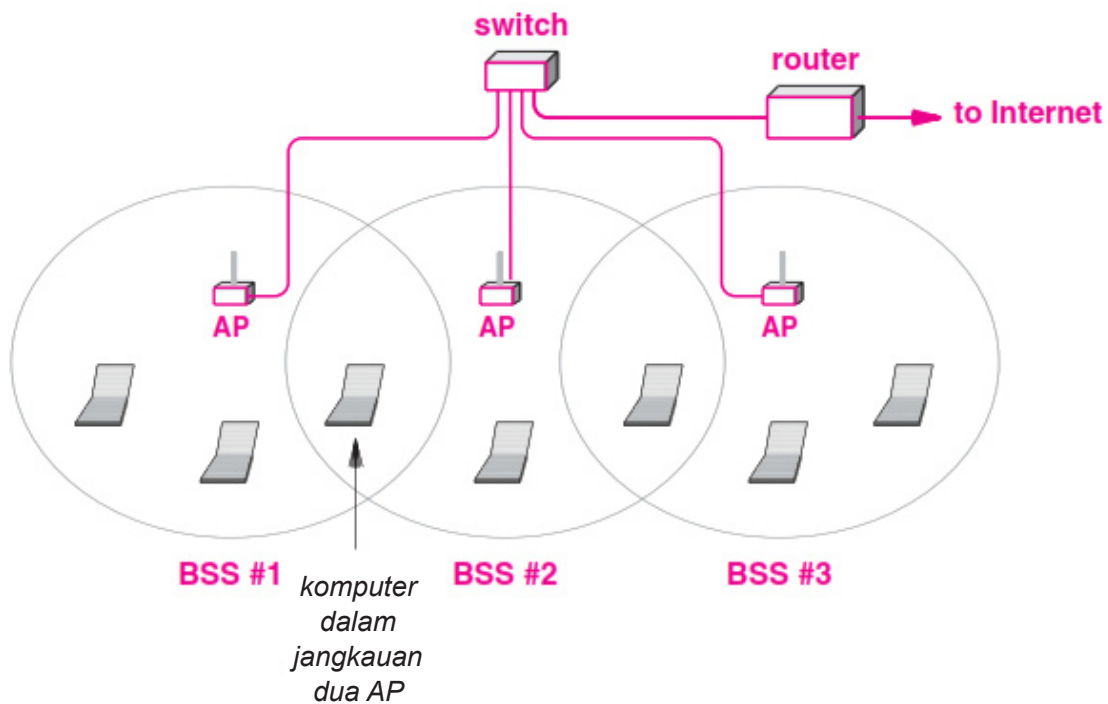 switch
router
to Internet
AP
AP
AP
BSS #1
BSS #2
BSS #3
komputer
dalam
jangkauan
dua AP